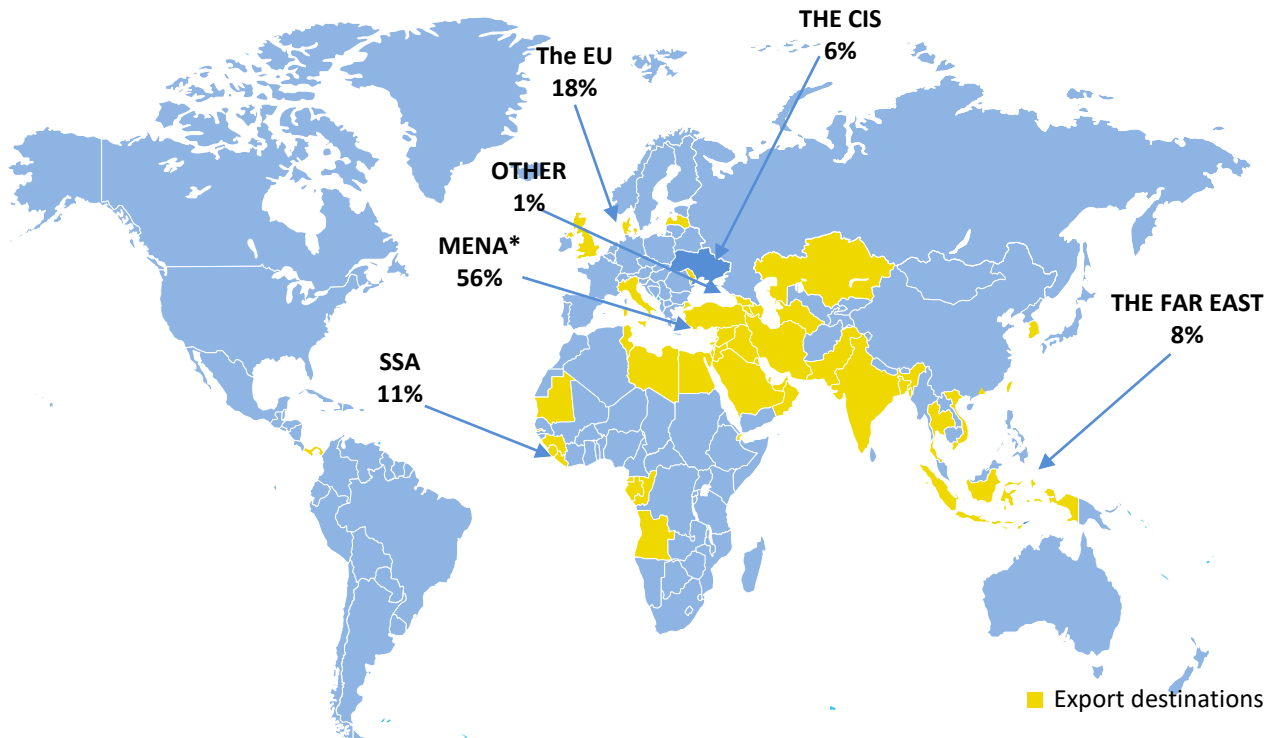 THE CIS
6%
The EU
18%
OTHER
1%
MENA*
56%
THE FAR EAST
8%
SSA
11%
Export destinations